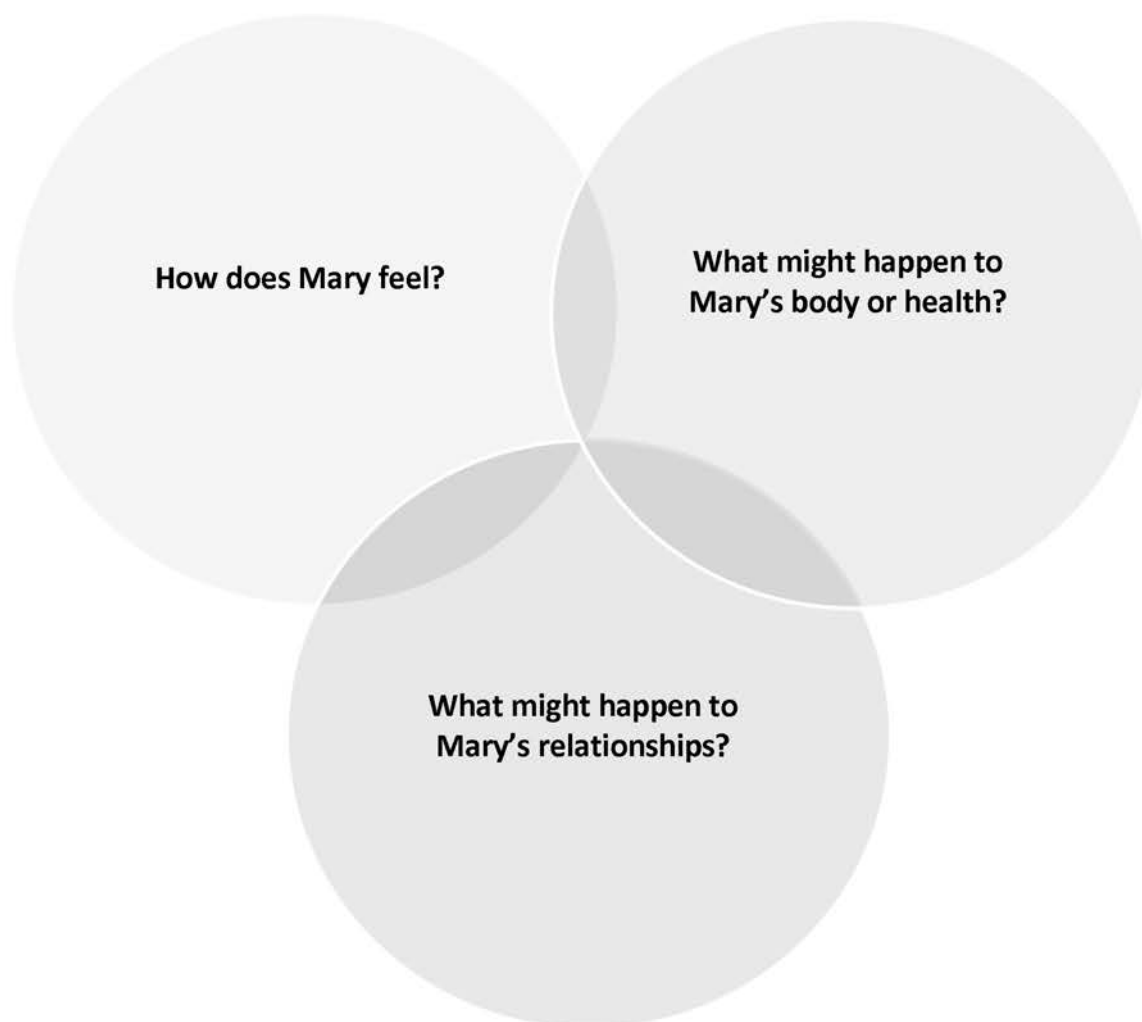 How does Mary feel?
What might happen to
Mary's body or health?
What might happen to
Mary's relationships?